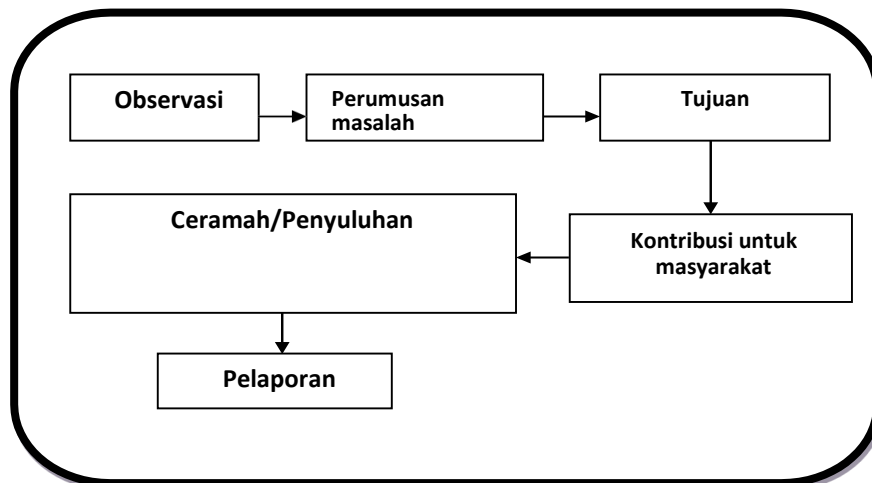 Observasi
Perumusan
masalah
Tujuan
Kontribusi untuk
masyarakat
Ceramah/Penyuluhan
Pelaporan